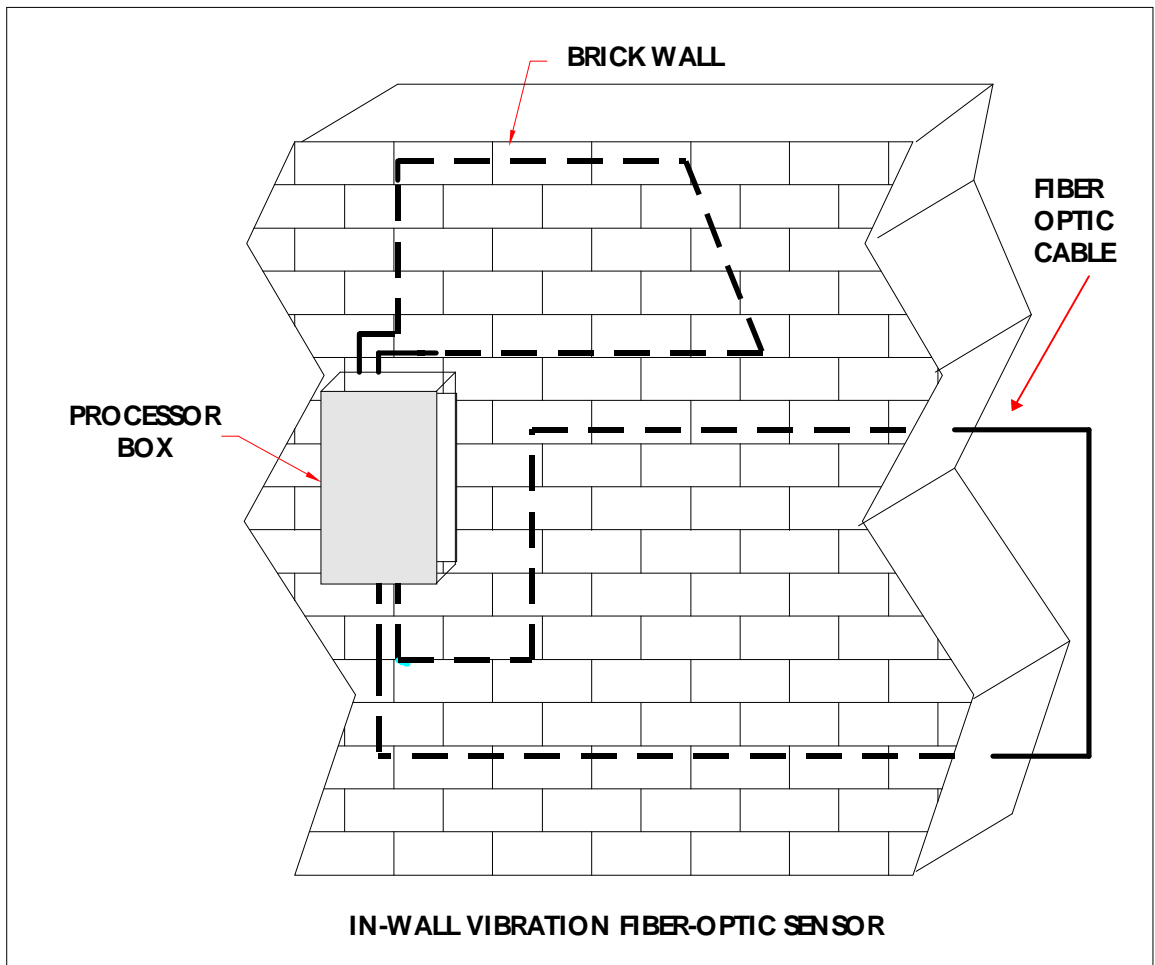 BRICK WALL
FIBER
OPTIC
CABLE
PROCESSOR
BOX
IN-WALL VIBRATION FIBER-OPTIC SENSOR